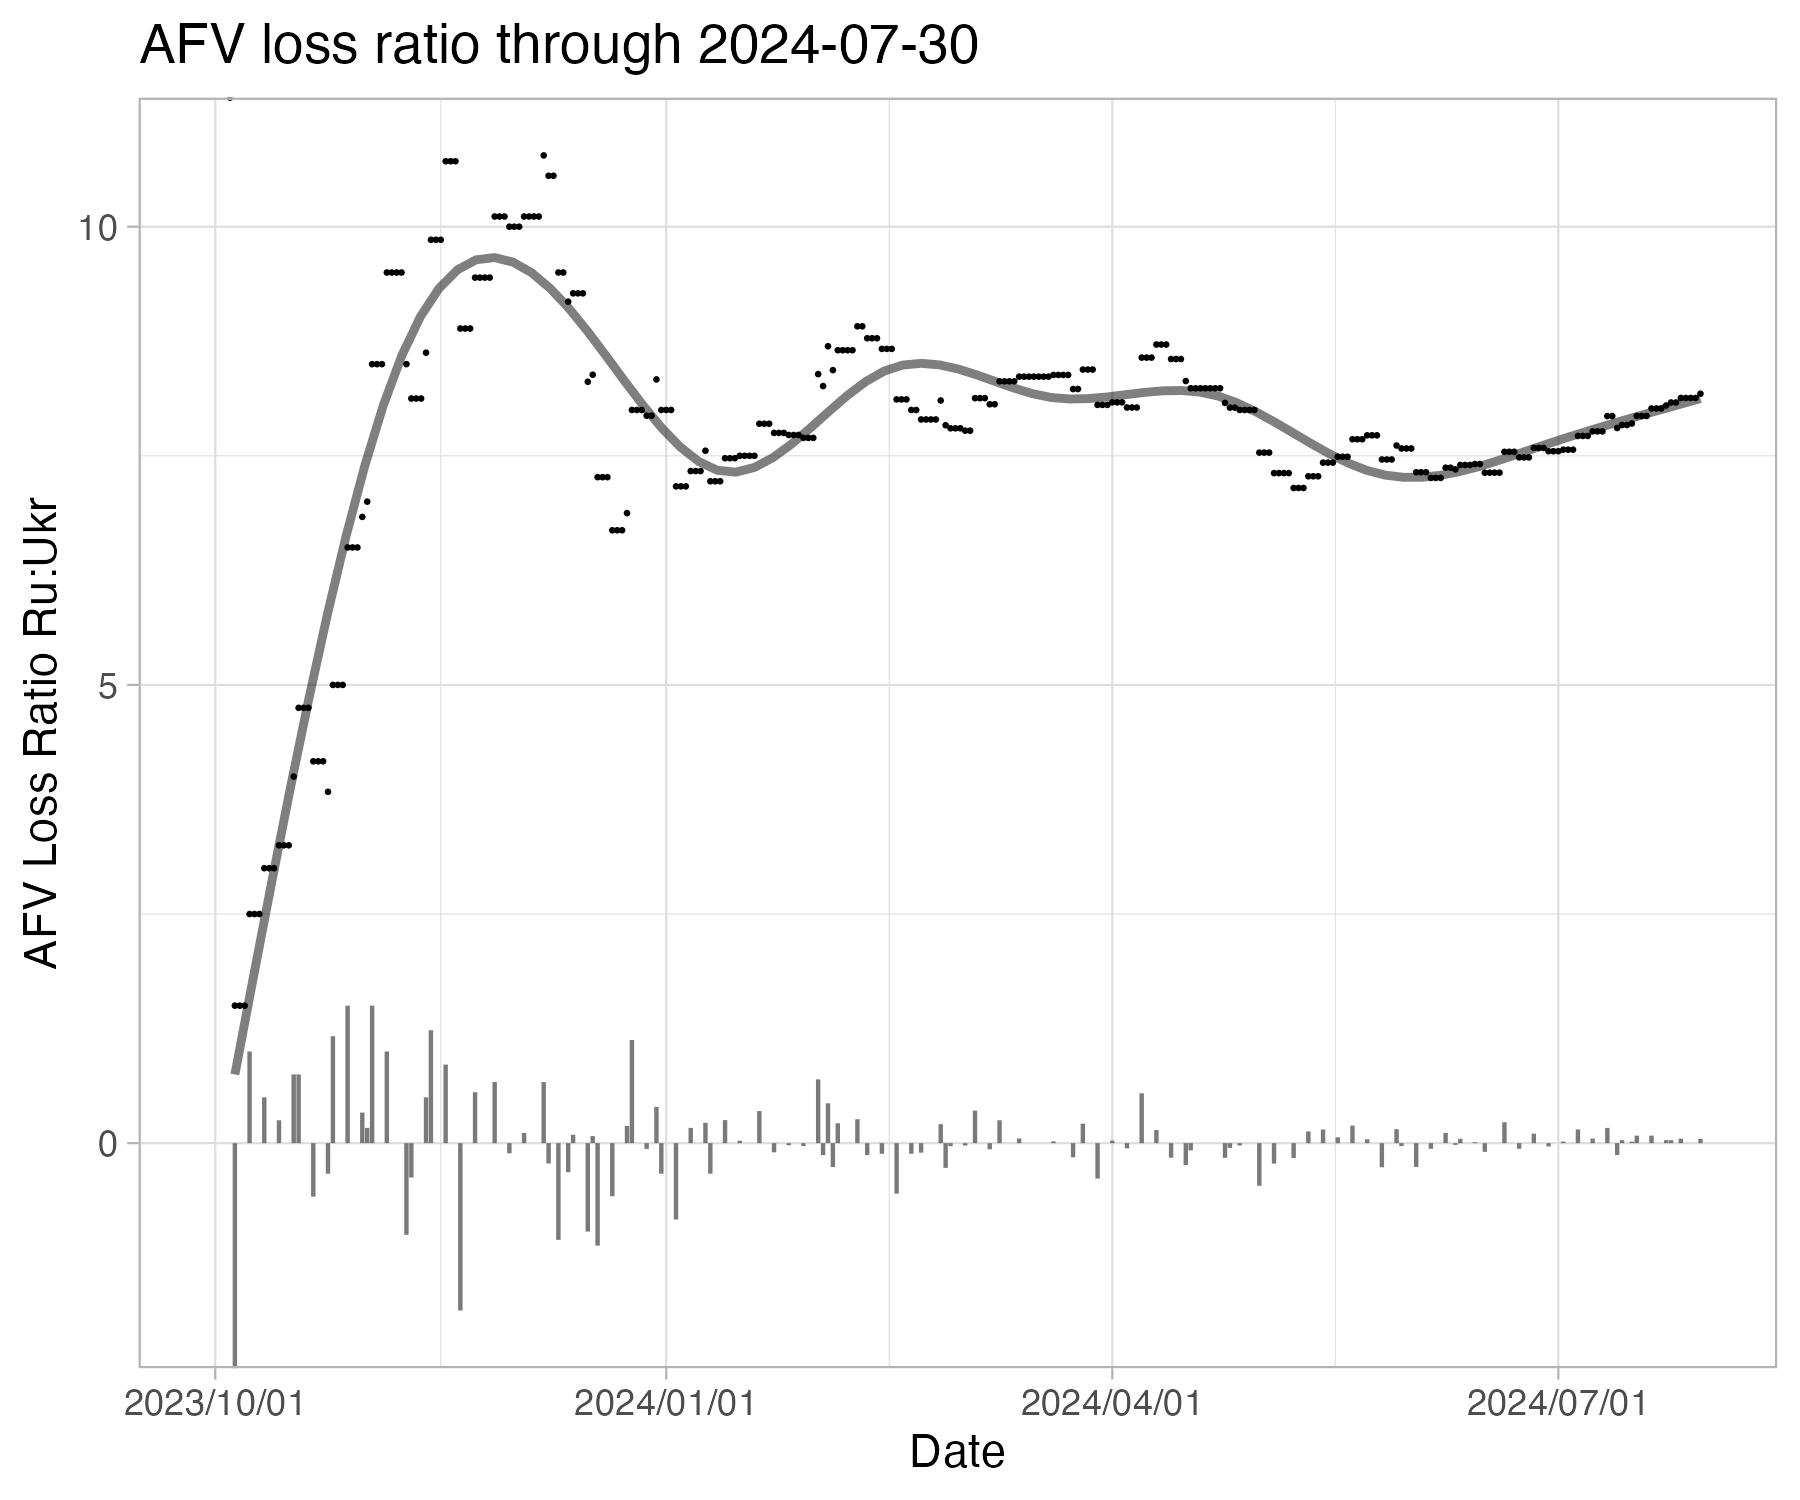 AFV loss ratio through 2024-07-30
AFV Loss Ratio Ru:Ukr
10
5
0
2023/10/01 2024/01/01 2024/04/01 2024/07/01
Date